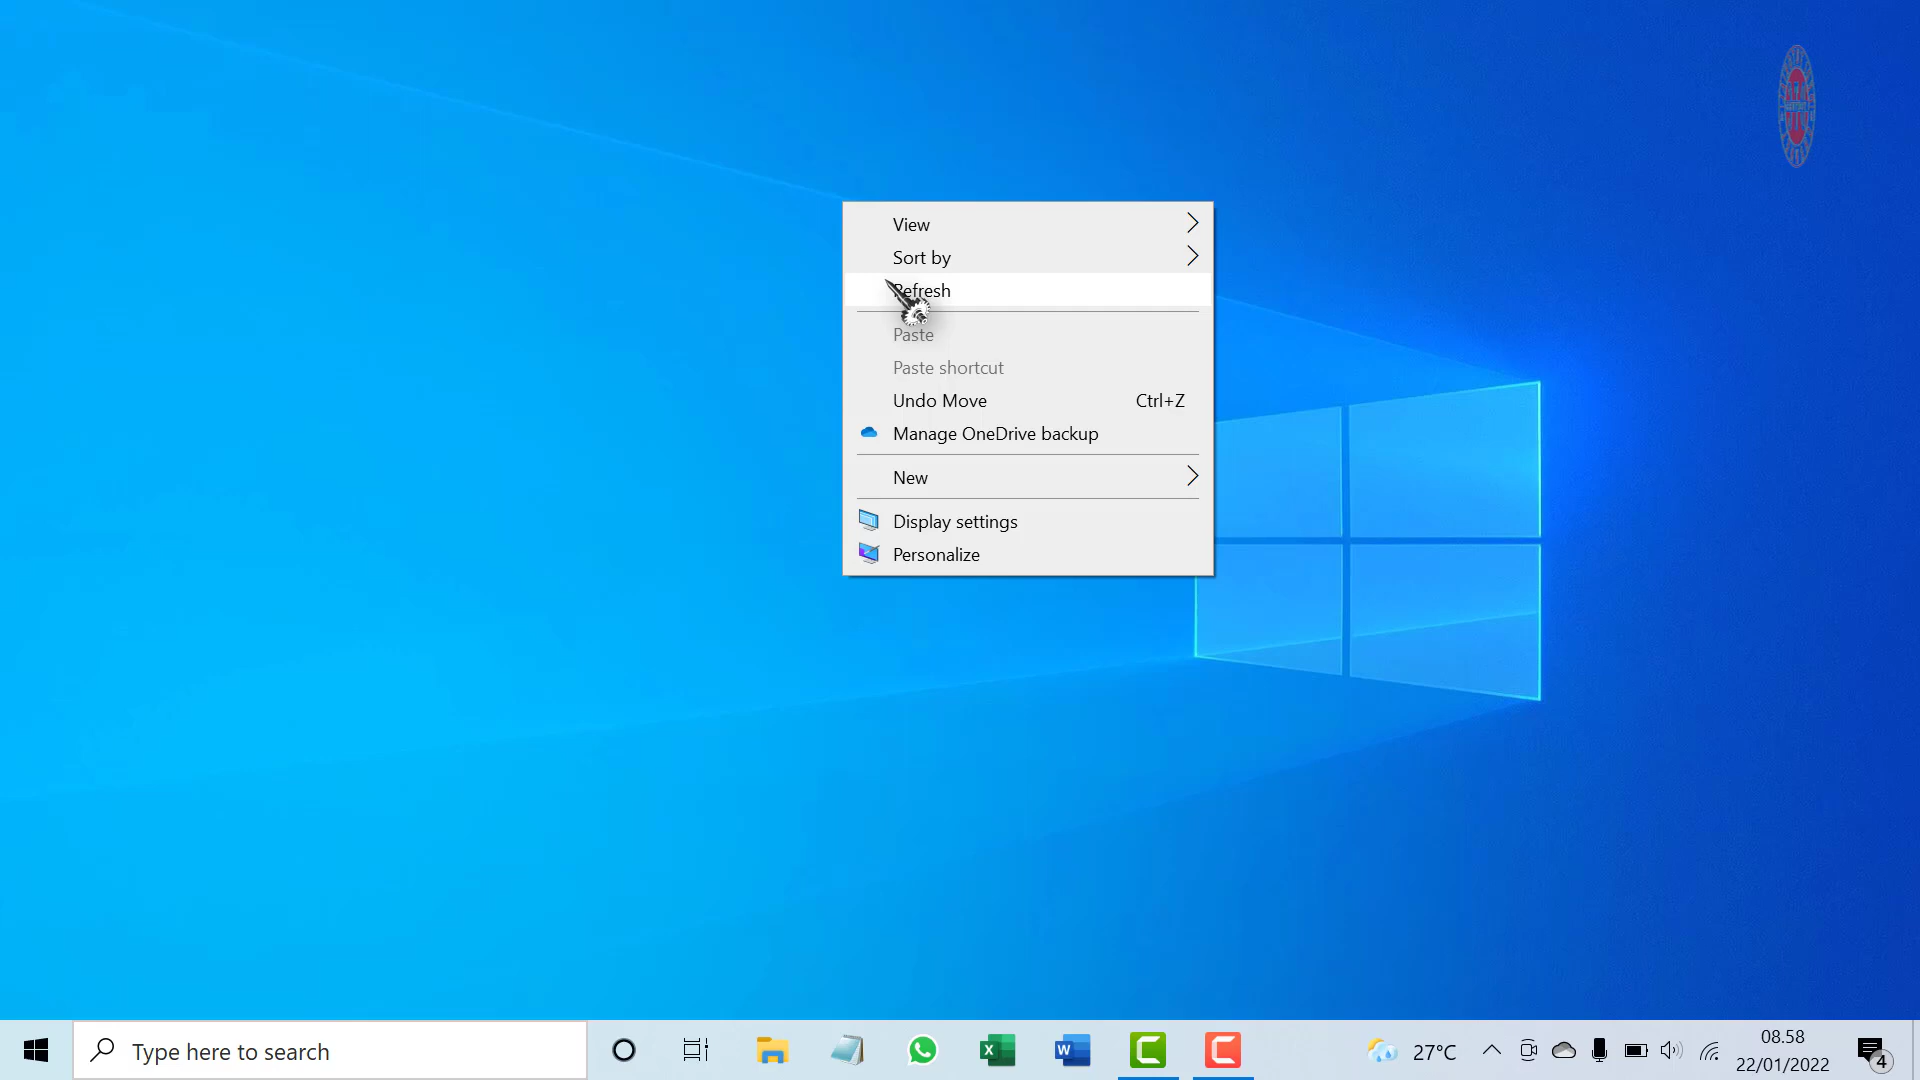 View
Sort by
Refresh
Paste
Paste shortcut
Undo Move Ctrl+Z
Manage OneDrive backup
New
Display settings
Personalize
Type here to search
27°C
08.58
22/01/2022
4